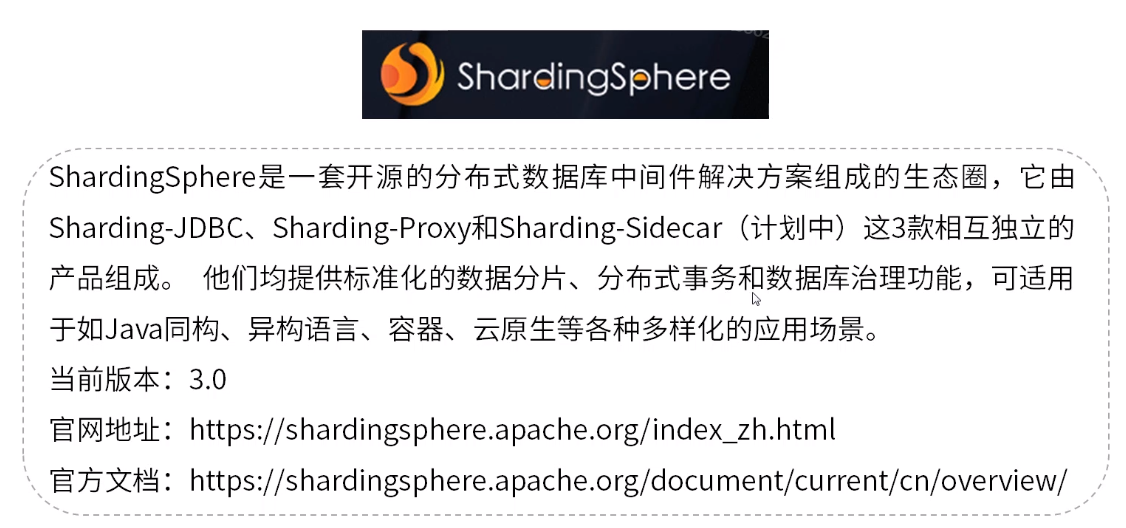 ShardingSphere
ShardingSphere是一套开源的分布式数据库中间件解决方案组成的生态圈，它由
Sharding-JDBC、Sharding-Proxy和Sharding-Sidecar（计划中）这3款相互独立的
产品组成。 他们均提供标准化的数据分片、分布式事务和数据库治理功能，可适用
于如Java同构、异构语言、容器、云原生等各种多样化的应用场景。
当前版本：3.0
官网地址：https://shardingsphere.apache.org/index_zh.html
官方文档：https://shardingsphere.apache.org/document/current/cn/overview/